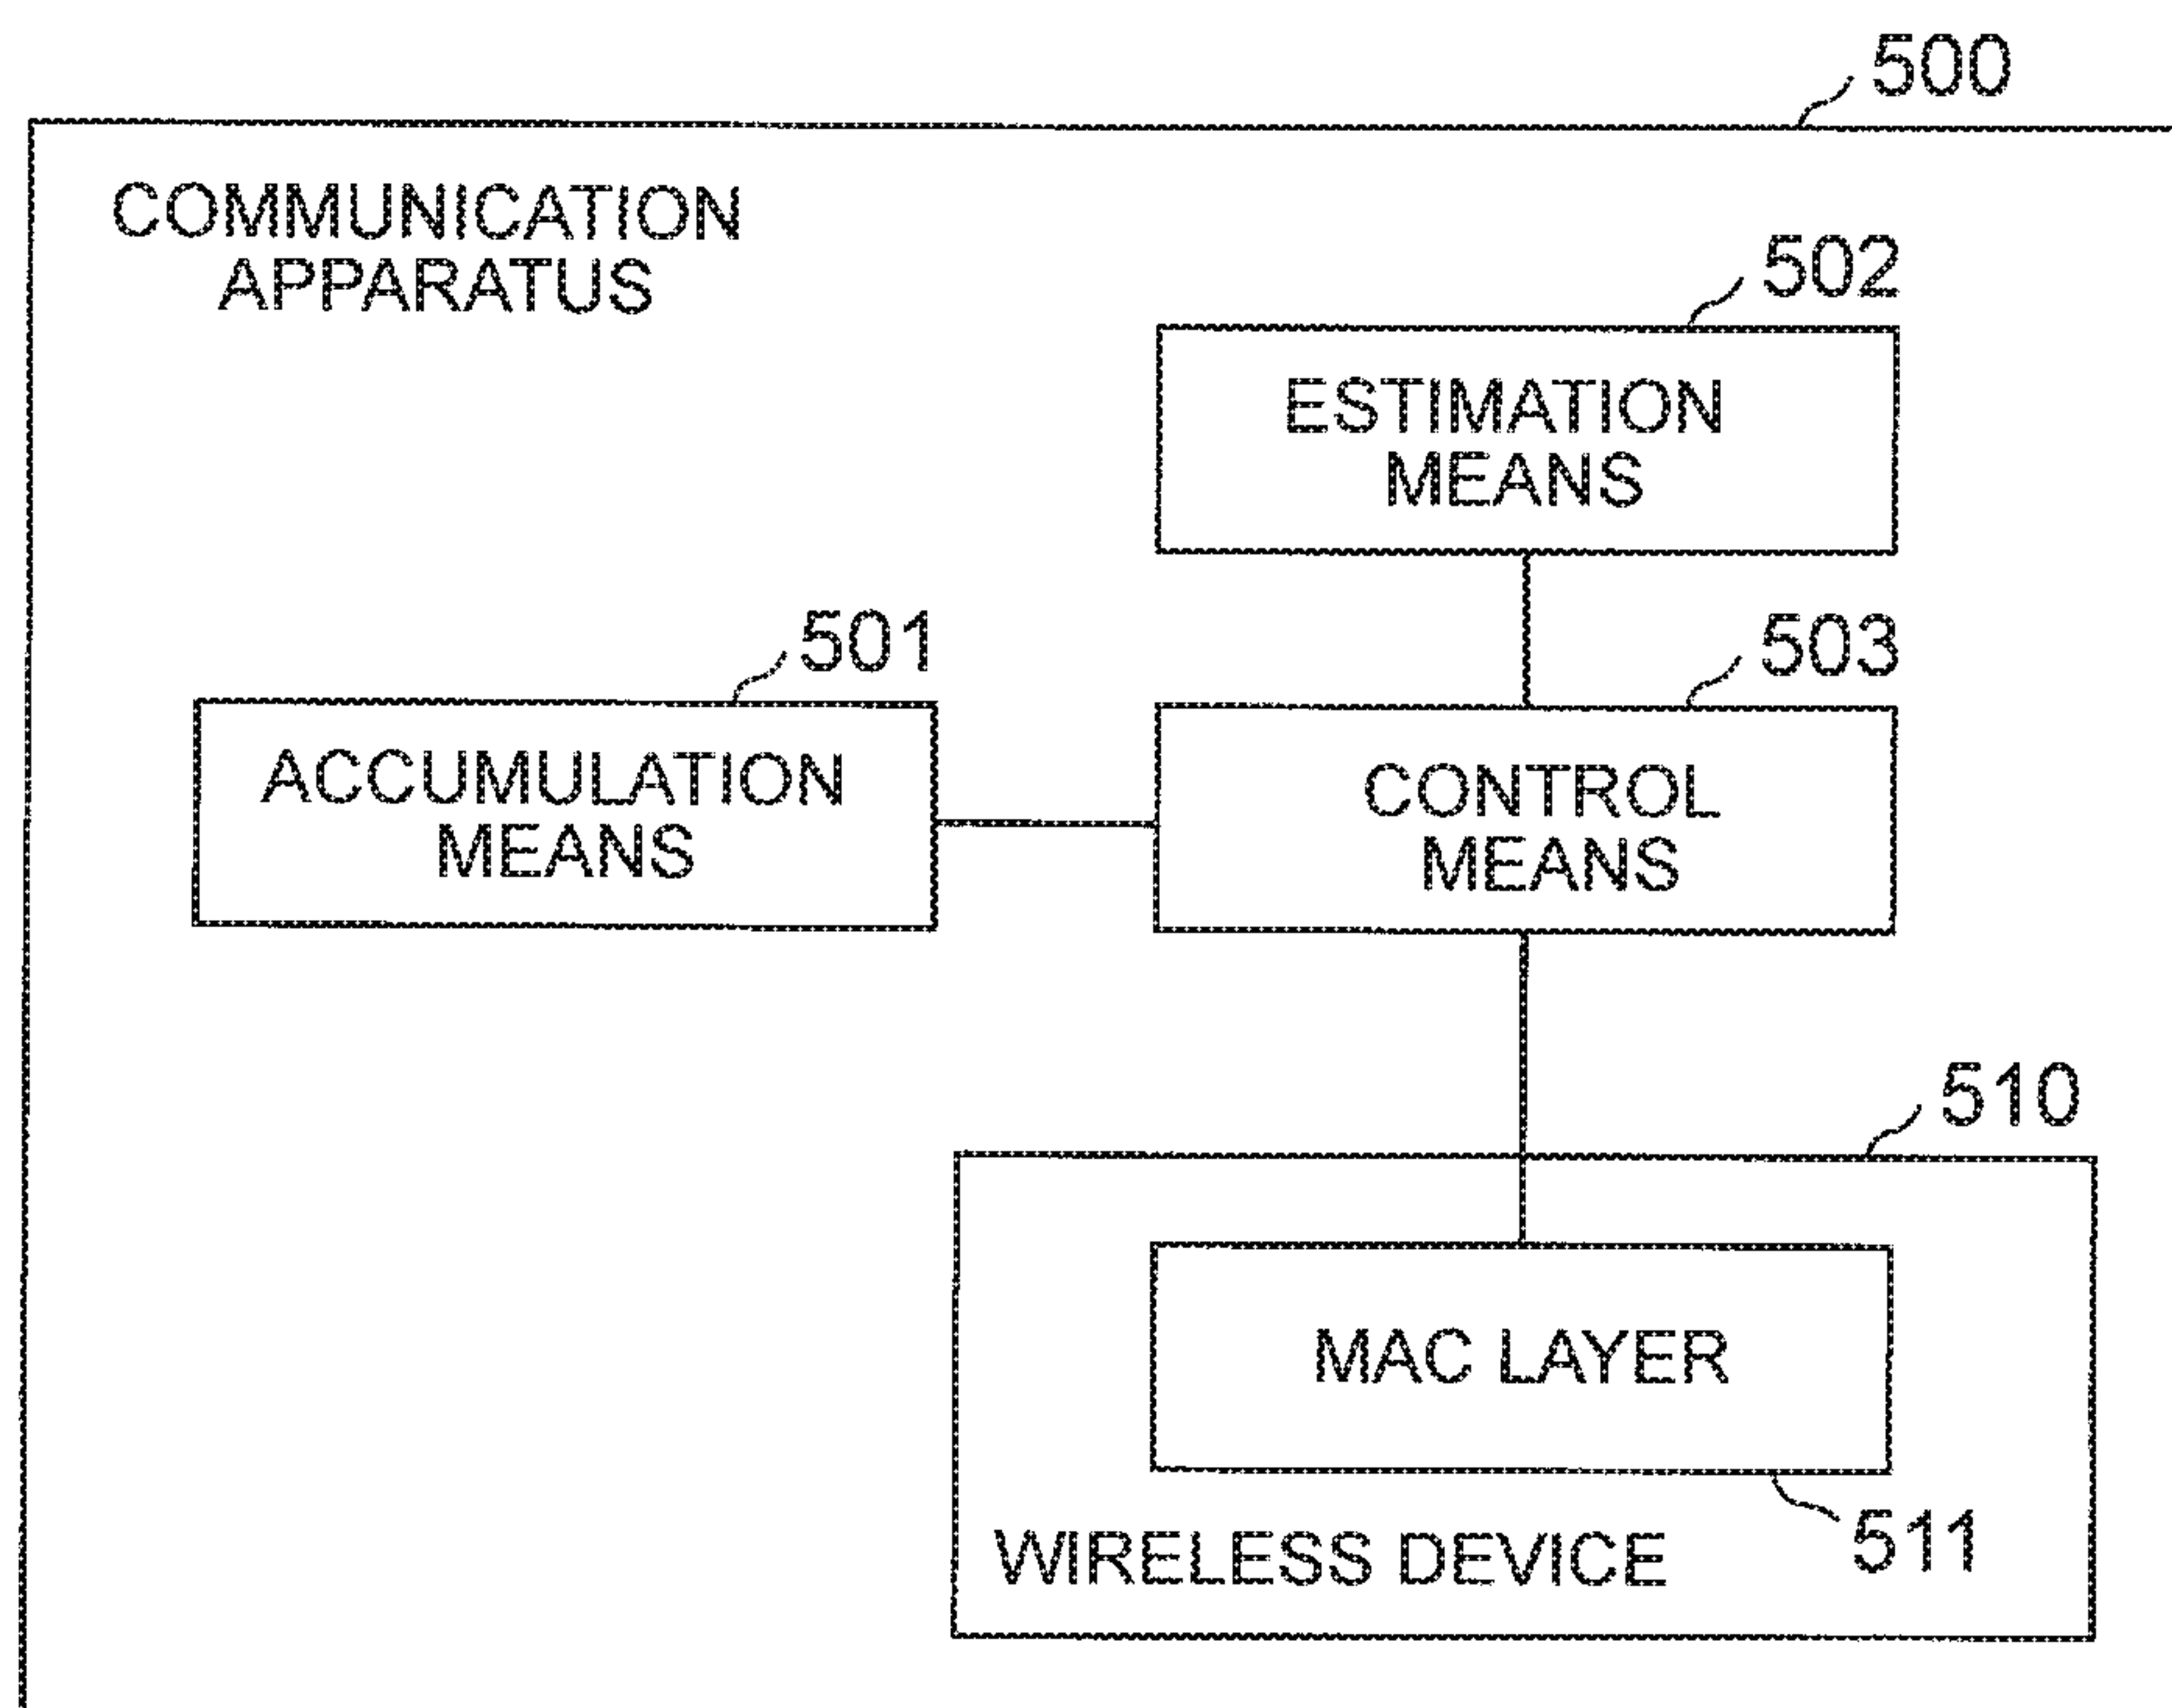 500
COMMUNICATION
APPARATUS
502
ESTIMATION
MEANS
501
503
ACCUMULATION
MEANS
CONTROL
MEANS
510
MAC LAYER
511
WIRELESS DEVICE